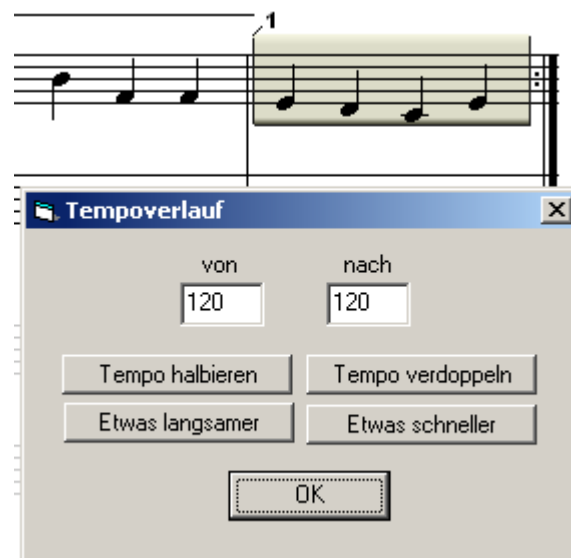 1
Tempoverlauf
von nach
120 120
Tempo halbieren Tempo verdoppeln
Etwas langsamer Etwas schneller
OK